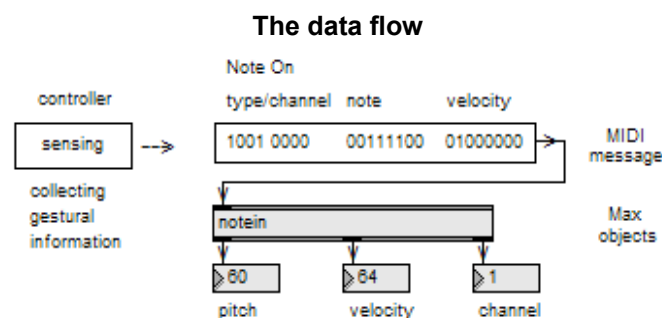 The data flow
Note On
controller
type/channel note velocity
sensing
1001 0000 00111100 01000000
MIDI
message
collecting
gestural
information
notein
Max
objects
60 64 1
pitch velocity channel